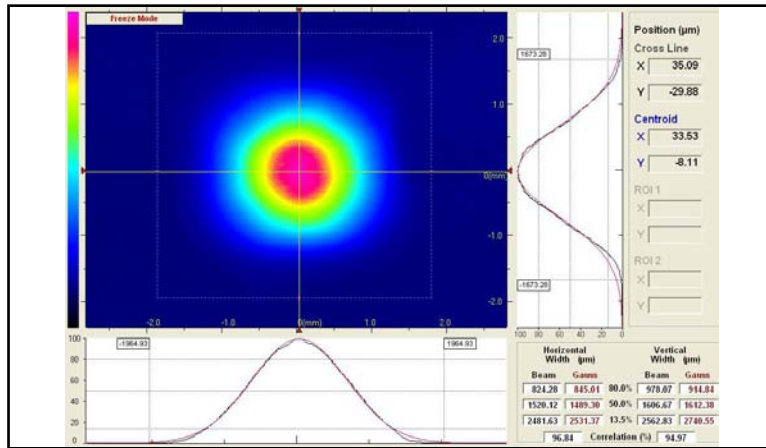 Freeze Mode
2.0
1.0
0(mm)
-1.0
-2.0
-2.0
-1.0
0(mm)
1.0
2.0
1673.28
-1673.28
100 80 60 40 20 0
Position (µm)
Cross Line
X 35.09
Y -29.88
Centroid
X 33.53
Y -8.11
ROI 1
X
Y
ROI 2
X
Y
100
80
60
40
20
0
-1964.93
1964.93
Horizontal Width (µm)
Vertical Width (µm)
Beam Gauss Beam Gauss
824.28 845.01 80.0% 978.07 914.84
1520.12 1489.30 50.0% 1606.67 1612.38
2481.63 2531.37 13.5% 2562.83 2740.55
96.84 Correlation (%) 94.97